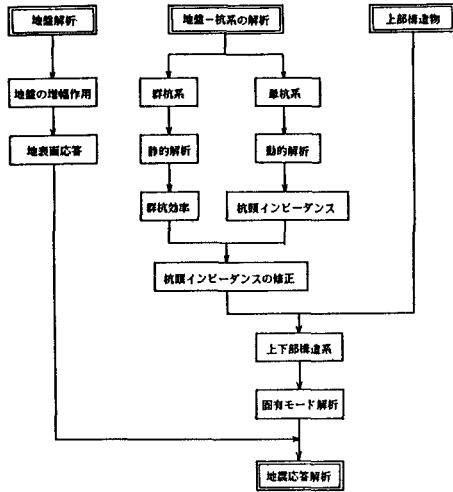 地盤解析
地盤－杭系の解析
上部構造物
地盤の増幅作用
群杭系
単杭系
地表面応答
静的解析
動的解析
群杭効率
杭頭インピーダンス
杭頭インピーダンスの修正
上下部構造系
固有モード解析
地震応答解析